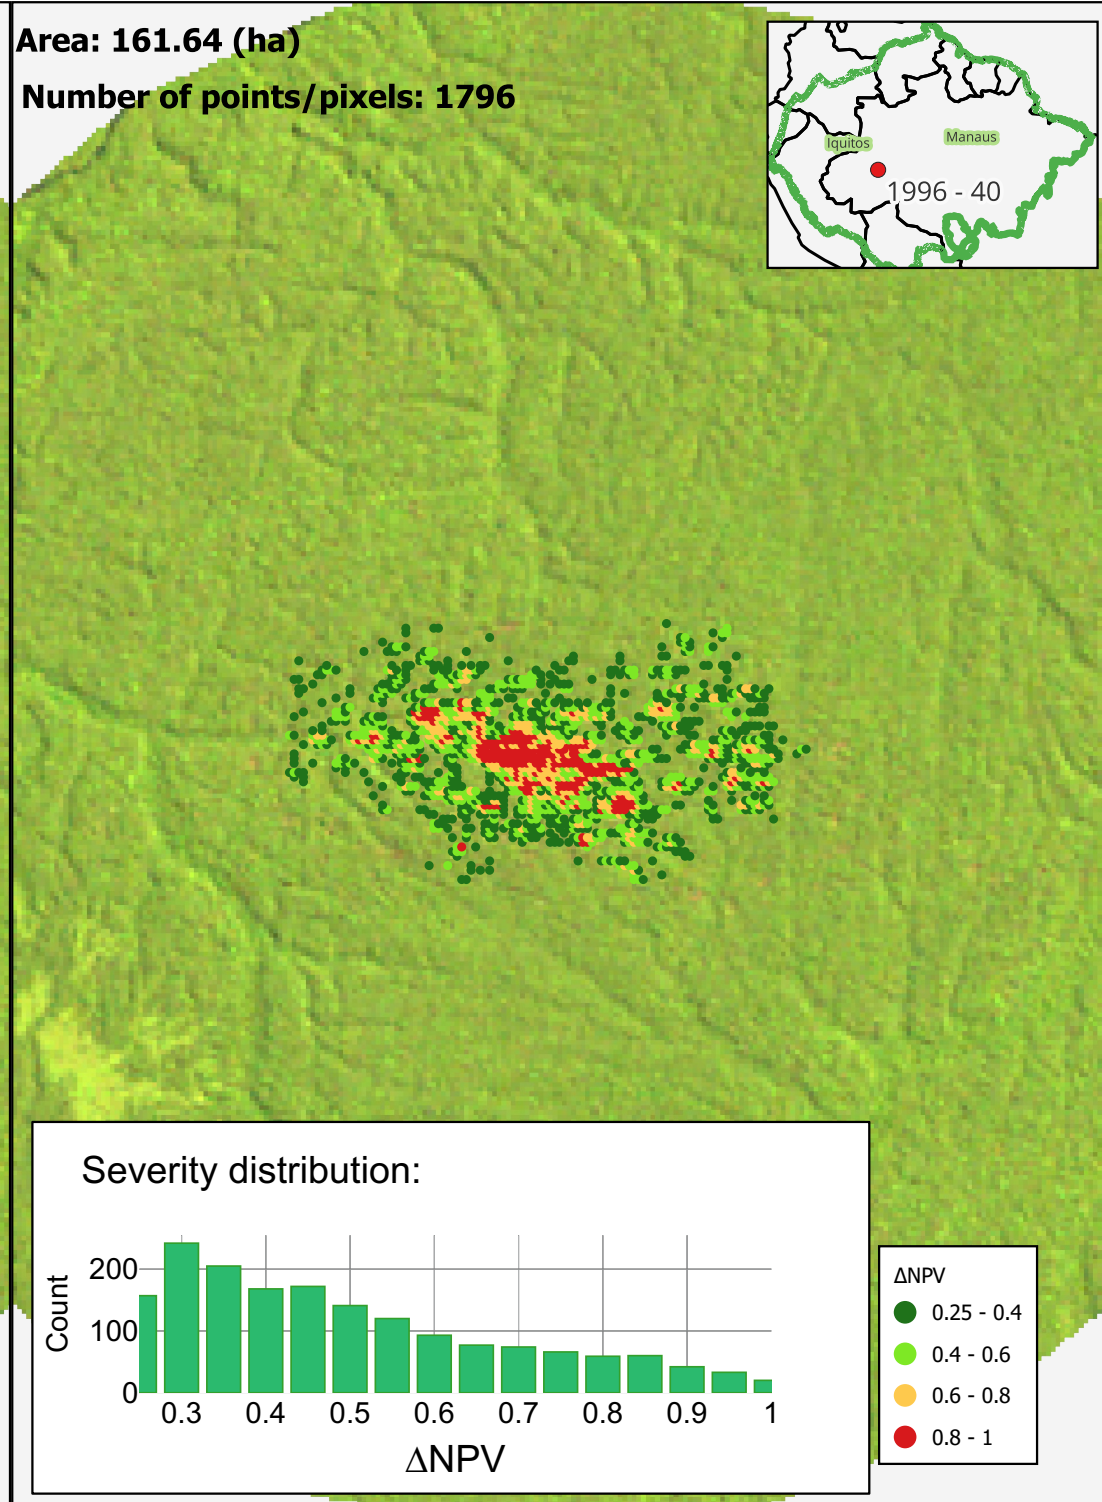 Area: 161.64 (ha)
Number of points/pixels: 1796
Iquitos
Manaus
1996 - 40
Severity distribution:
Count
200
100
0
0.3 0.4 0.5 0.6 0.7 0.8 0.9 1
ΔNPV
ΔNPV
0.25 - 0.4
0.4 - 0.6
0.6 - 0.8
0.8 - 1